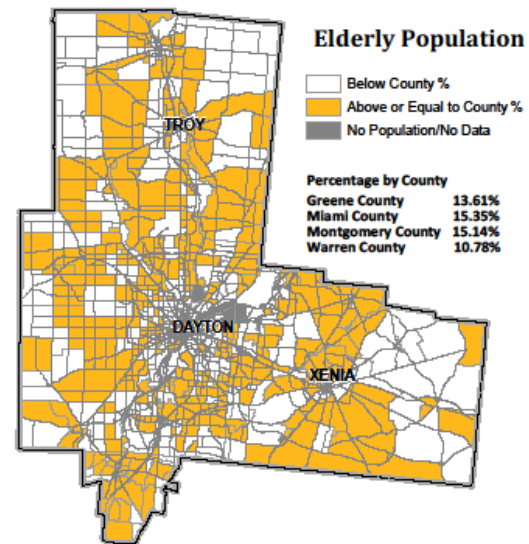 Elderly Population
Below County %
Above or Equal to County %
No Population/No Data
Percentage by County
Greene County 13.61%
Miami County 15.35%
Montgomery County 15.14%
Warren County 10.78%
TROY
DAYTON
XENIA